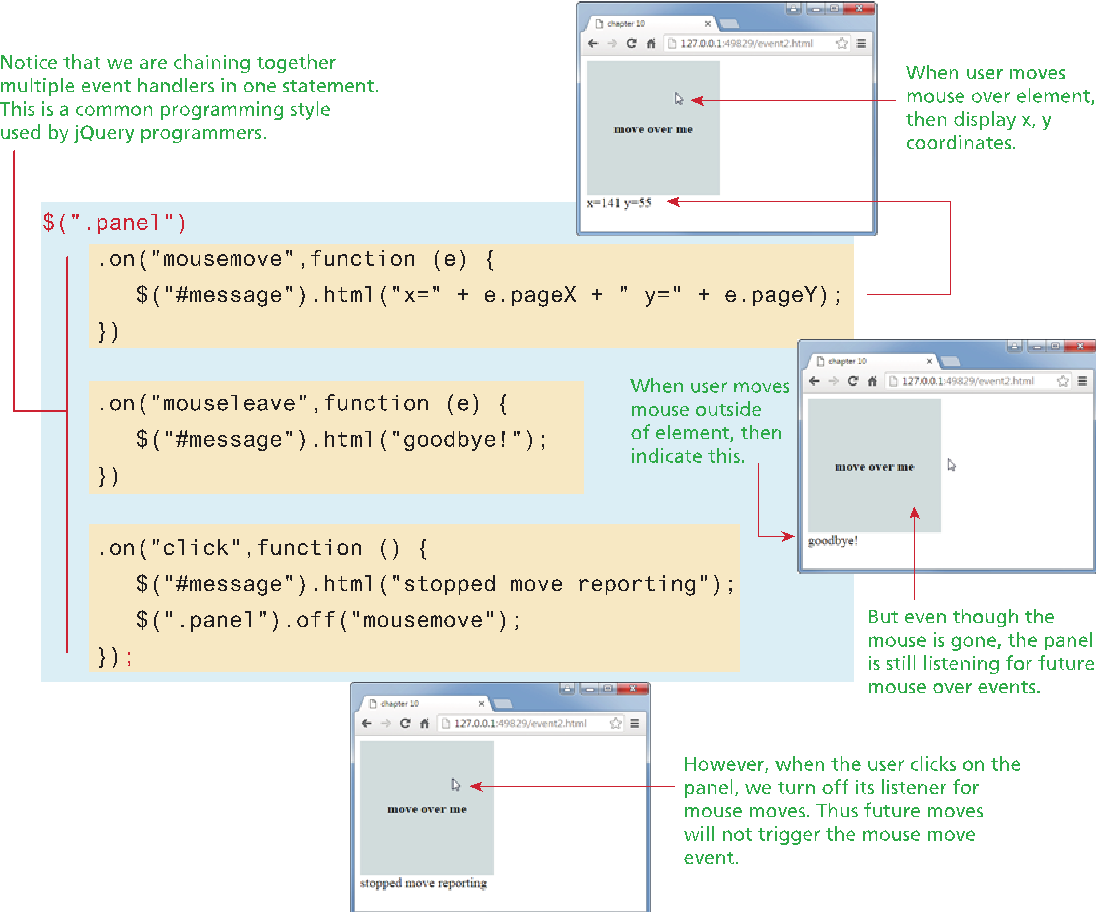 Notice that we are chaining together
multiple event handlers in one statement.
This is a common programming style
used by jQuery programmers.
chapter 10
127.0.0.1:49829/event2.html
move over me
x=141 y=55
When user moves
mouse over element,
then display x, y
coordinates.
$(".panel")
.on("mousemove",function (e) {
$("#message").html("x=" + e.pageX + " y=" + e.pageY);
})
.on("mouseleave",function (e) {
$("#message").html("goodbye!");
})
.on("click",function () {
$("#message").html("stopped move reporting");
$(".panel").off("mousemove");
});
When user moves
mouse outside
of element, then
indicate this.
chapter 10
127.0.0.1:49829/event2.html
move over me
goodbye!
But even though the
mouse is gone, the panel
is still listening for future
mouse over events.
chapter 10
127.0.0.1:49829/event2.html
move over me
stopped move reporting
However, when the user clicks on the
panel, we turn off its listener for
mouse moves. Thus future moves
will not trigger the mouse move
event.